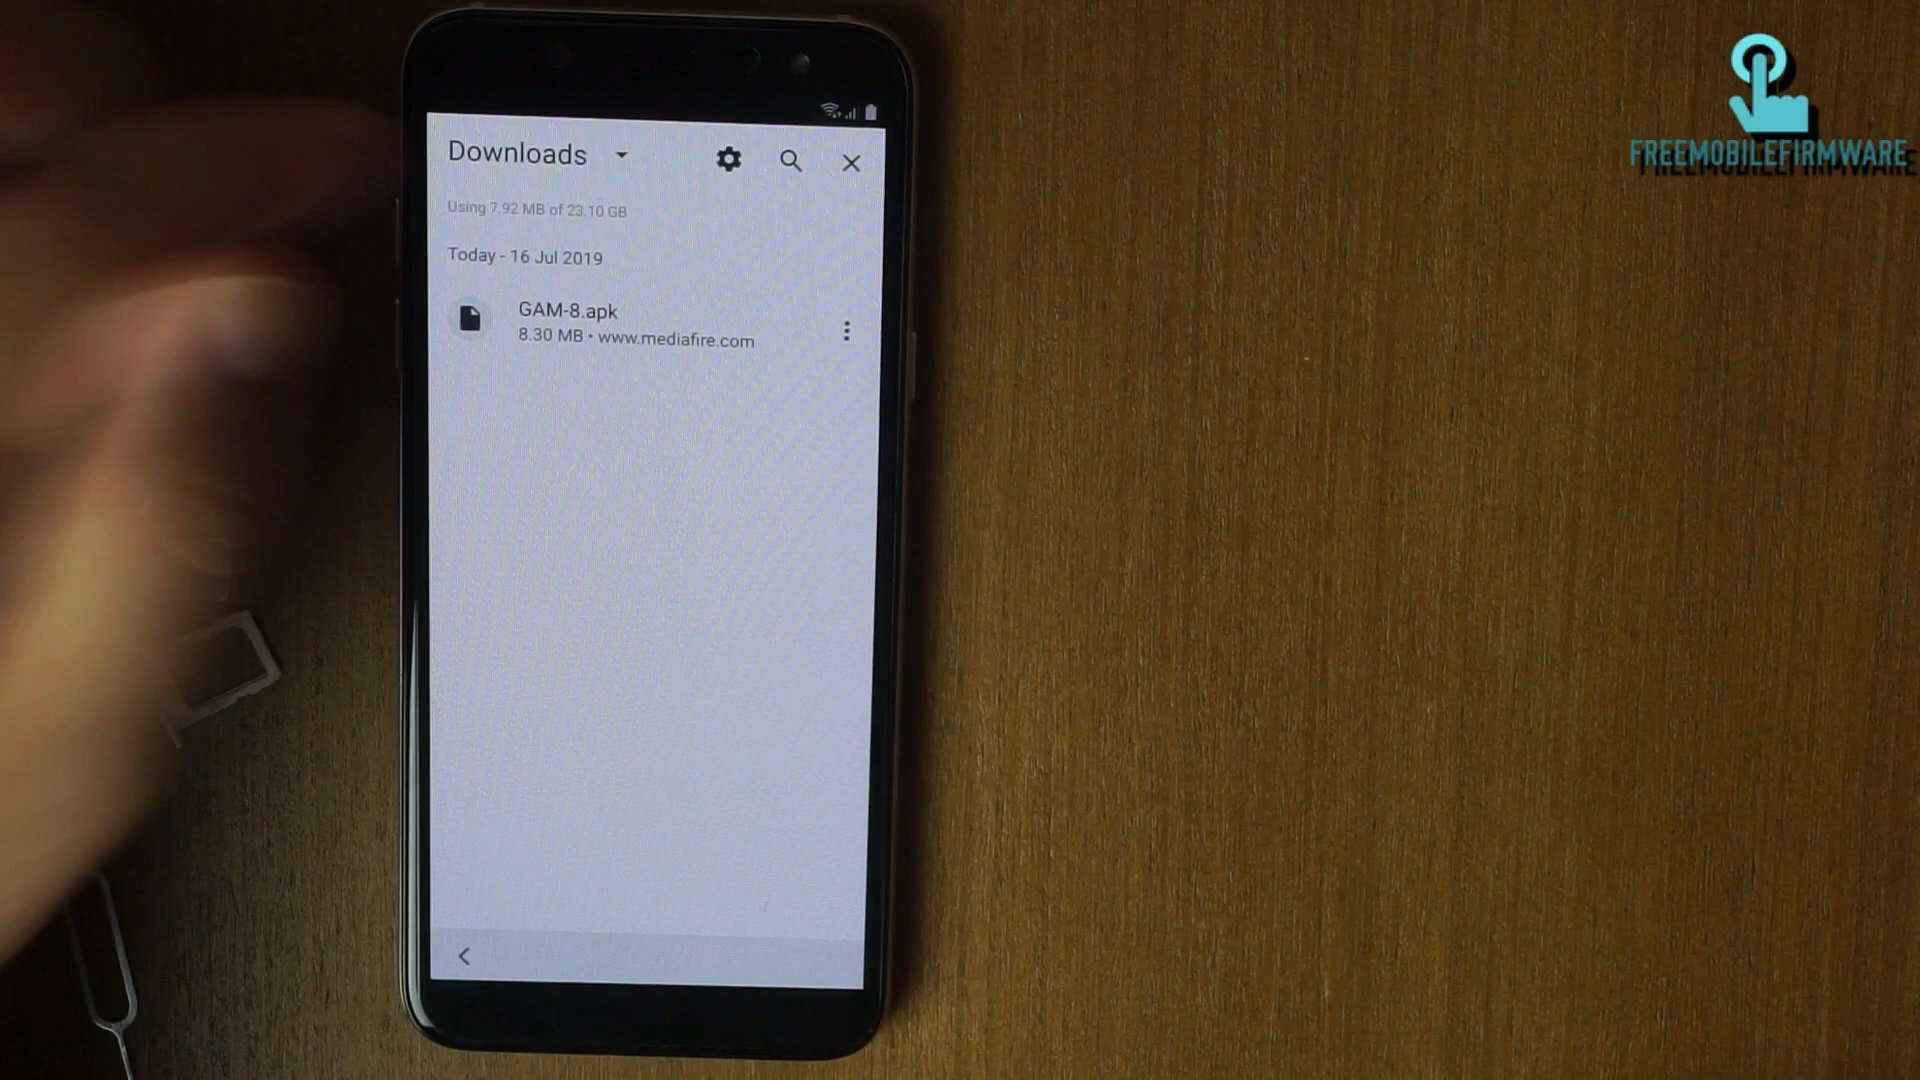 Downloads
Using 7.92 MB of 23.10 GB
Today - 16 Jul 2019
GAM-8.apk
8.30 MB • www.mediafire.com
FREEMOBILEFIRMWARE